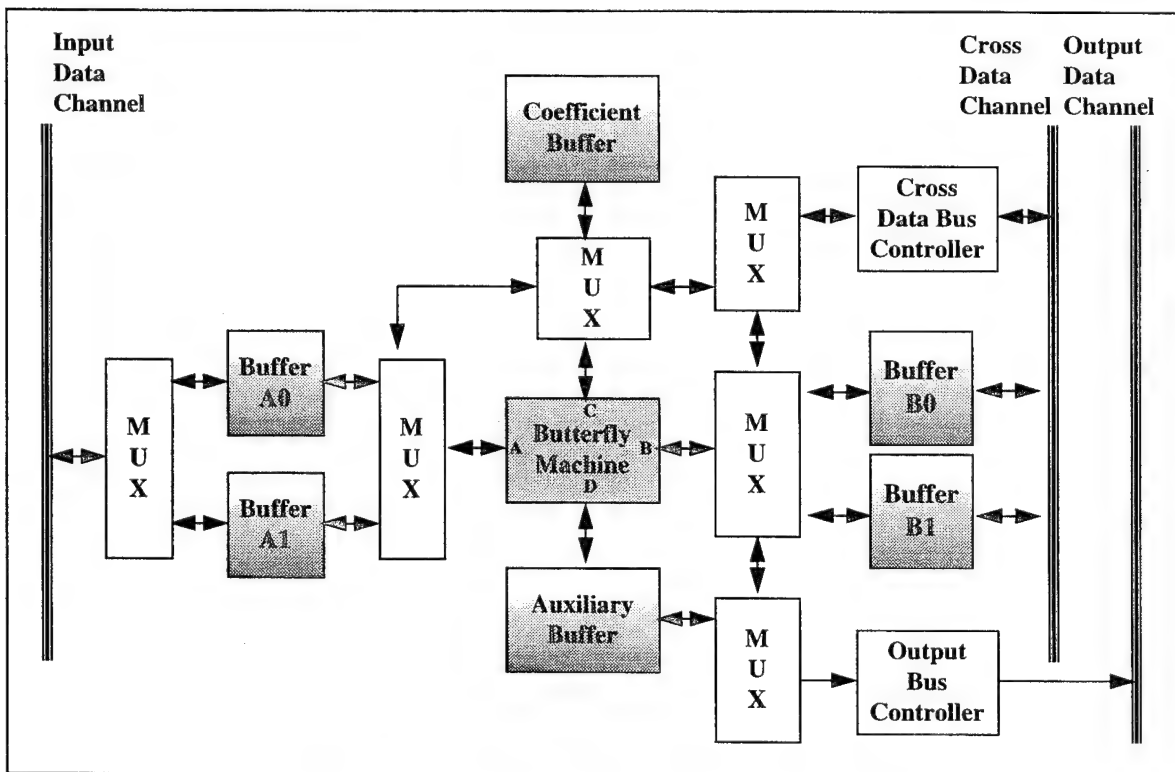 Input
Data
Channel
Cross
Data
Channel
Output
Data
Channel
Coefficient
Buffer
M
U
X
Cross
Data Bus
Controller
M
U
X
Buffer
A0
M
U
X
M
U
X
C
A Butterfly B
Machine
D
M
U
X
Buffer
B0
Buffer
A1
Buffer
B1
Auxiliary
Buffer
M
U
X
Output
Bus
Controller